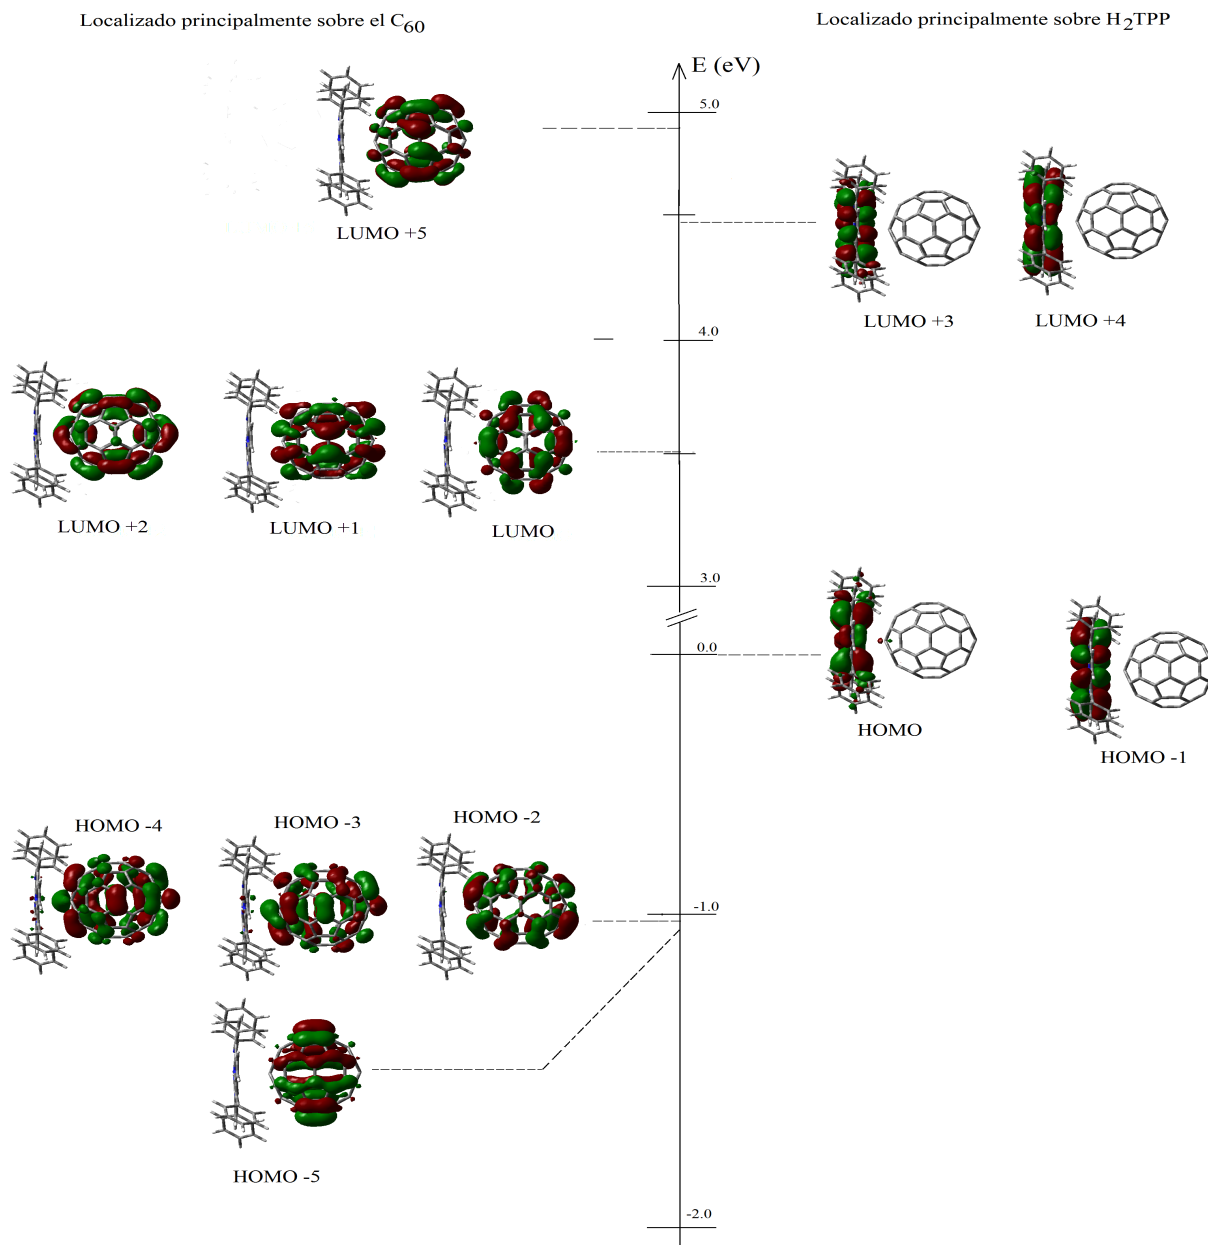 Localizado principalmente sobre el C60
Localizado principalmente sobre H2TPP
E (eV)
5.0
LUMO +5
LUMO +3
LUMO +4
4.0
LUMO +2
LUMO +1
LUMO
3.0
0.0
HOMO
HOMO -1
HOMO -4
HOMO -3
HOMO -2
-1.0
HOMO -5
-2.0